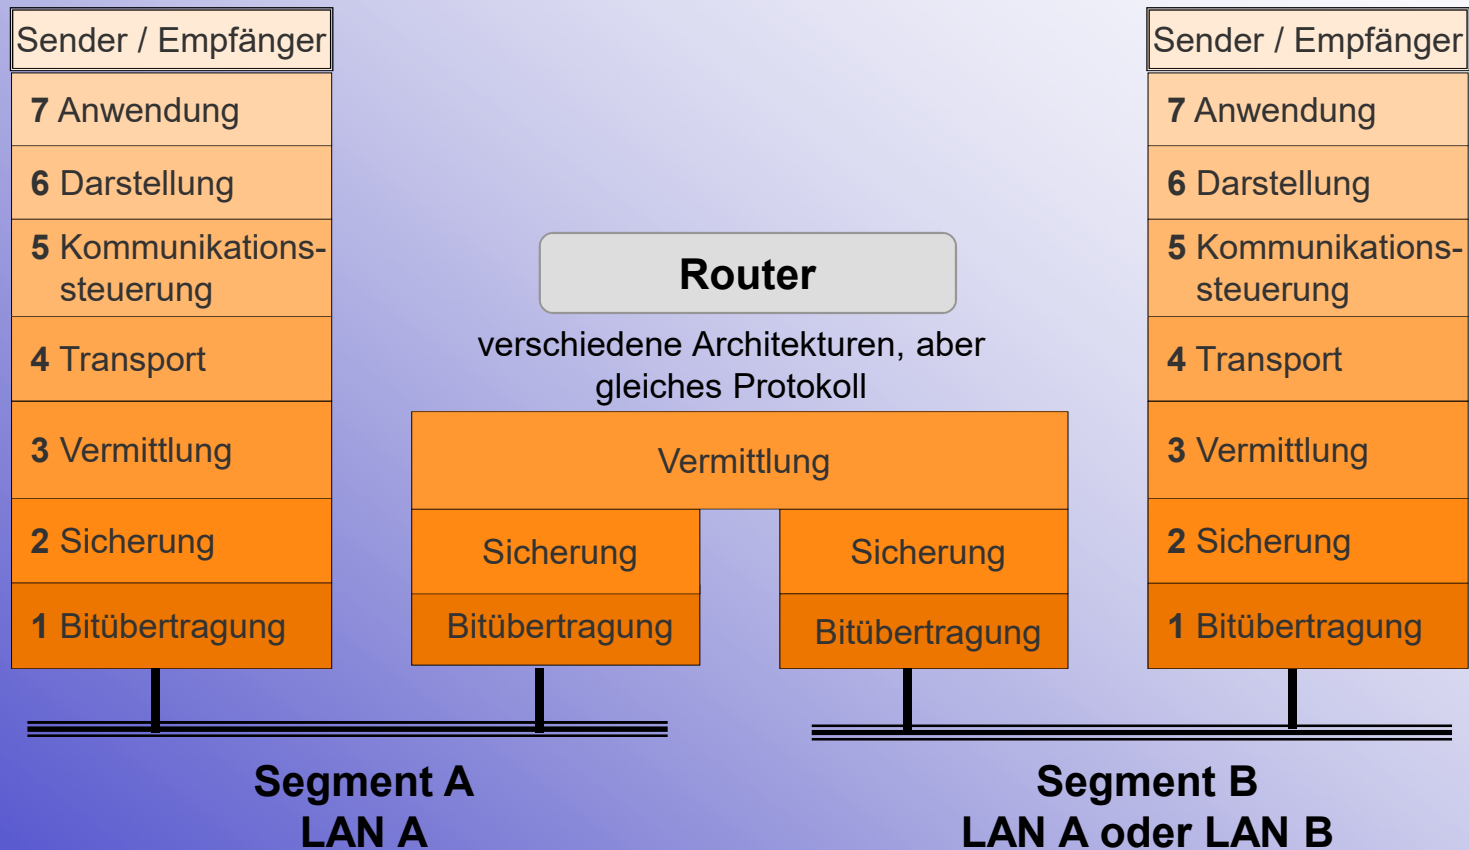 Sender / Empfänger
7 Anwendung
6 Darstellung
5 Kommunikations-
steuerung
4 Transport
3 Vermittlung
2 Sicherung
1 Bitübertragung
Router
verschiedene Architekturen, aber
gleiches Protokoll
Vermittlung
Sicherung
Sicherung
Bitübertragung
Bitübertragung
Sender / Empfänger
7 Anwendung
6 Darstellung
5 Kommunikations-
steuerung
4 Transport
3 Vermittlung
2 Sicherung
1 Bitübertragung
Segment A
LAN A
Segment B
LAN A oder LAN B